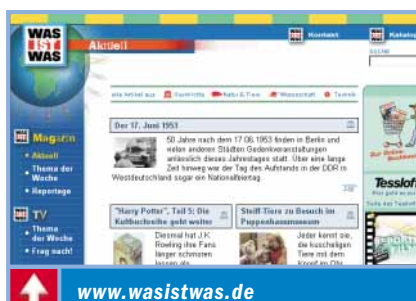 WAS
IST
WAS
Aktuell
Kontakt
Katalog
SUCHE
alle Artikel aus: Geschichte Natur & Tiere Wissenschaft Technik
Magazin
• Aktuell
• Thema der
Woche
• Reportage
TV
• Thema
der Woche
• Frag nach!
Der 17. Juni 1953
50 Jahre nach dem 17.06.1953 finden in Berlin und
vielen anderen Städten Gedenkveranstaltungen
anlässlich dieses Jahrestages statt. Über eine lange
Zeit hinweg war der Tag des Aufstands in der DDR in
Westdeutschland sogar ein Nationalfeiertag.
"Harry Potter", Teil 5: Die
Kultbuchreihe geht weiter
Diesmal hat J.K.
Rowling ihre Fans
länger schmoren
lassen als
Steiff-Tiere zu Besuch im
Puppenhausmuseum
Jeder kennt sie,
die kuscheligen
Tiere mit dem
Knopf im Ohr
Tessloff
www.wasistwas.de